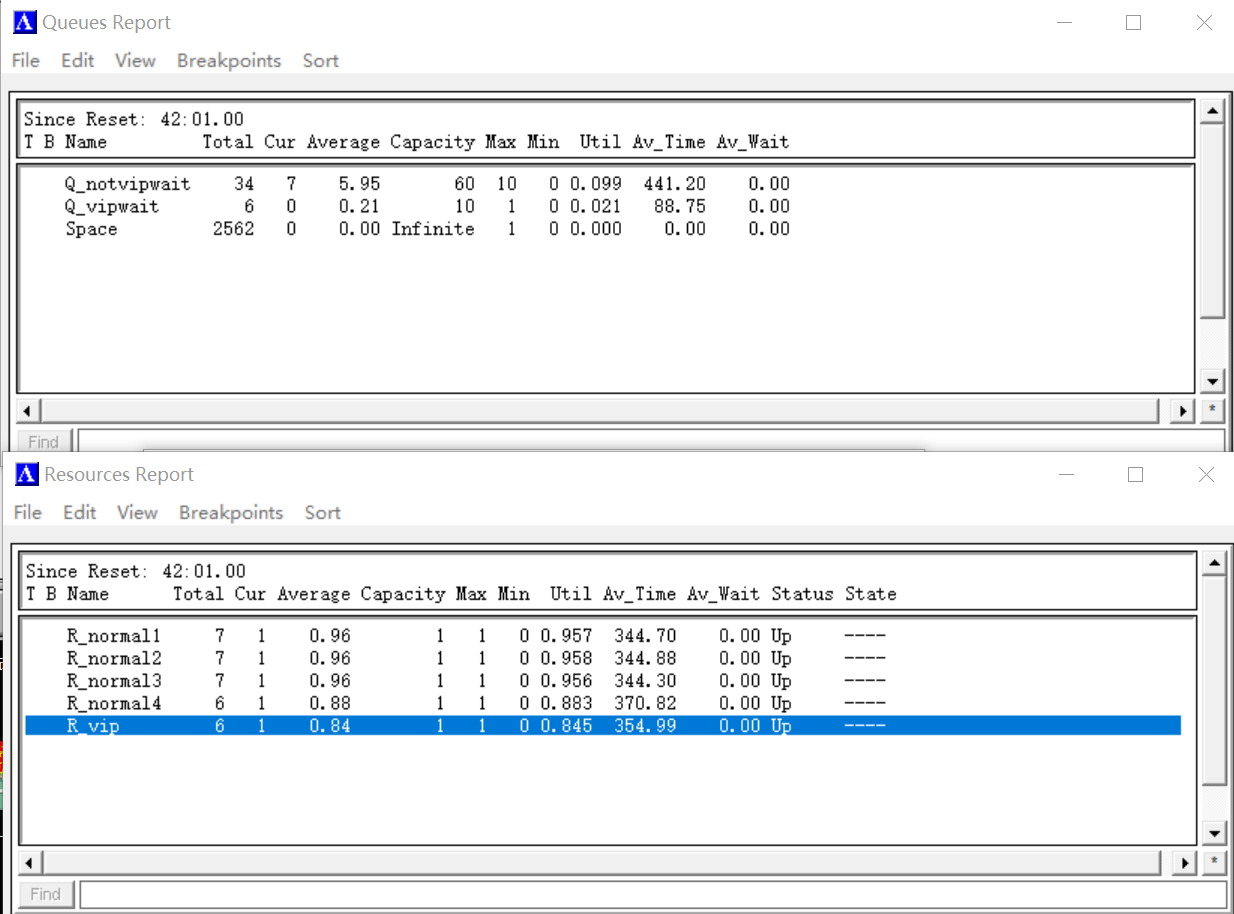 Queues Report
File Edit View Breakpoints Sort
Since Reset: 42:01.00
T B Name Total Cur Average Capacity Max Min Util Av_Time Av_Wait
Q_notvipwait 34 7 5.95 60 10 0 0.099 441.20 0.00
Q_vipwait 6 0 0.21 10 1 0 0.021 88.75 0.00
Space 2562 0 0.00 Infinite 1 0 0.000 0.00 0.00
*
Find
Resources Report
File Edit View Breakpoints Sort
Since Reset: 42:01.00
T B Name Total Cur Average Capacity Max Min Util Av_Time Av_Wait Status State
R_normal1 7 1 0.96 1 1 0 0.957 344.70 0.00 Up ----
R_normal2 7 1 0.96 1 1 0 0.958 344.88 0.00 Up ----
R_normal3 7 1 0.96 1 1 0 0.956 344.30 0.00 Up ----
R_normal4 6 1 0.88 1 1 0 0.883 370.82 0.00 Up ----
R_vip 6 1 0.84 1 1 0 0.845 354.99 0.00 Up ----
*
Find